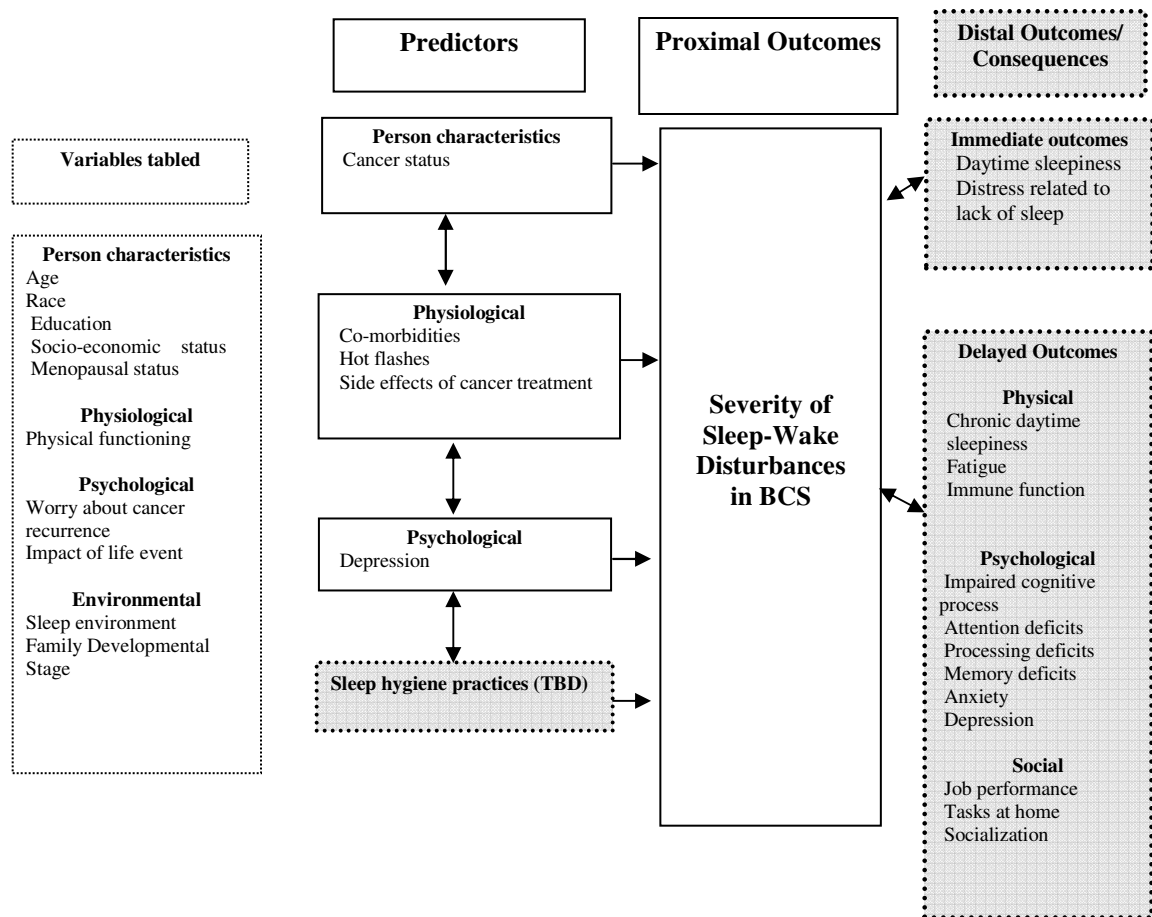 Variables tabled
Person characteristics
Age
Race
Education
Socio-economic status
Menopausal status
Physiological
Physical functioning
Psychological
Worry about cancer
recurrence
Impact of life event
Environmental
Sleep environment
Family Developmental
Stage
Predictors
Person characteristics
Cancer status
Physiological
Co-morbidities
Hot flashes
Side effects of cancer treatment
Psychological
Depression
Sleep hygiene practices (TBD)
Proximal Outcomes
Severity of
Sleep-Wake
Disturbances
in BCS
Distal Outcomes/
Consequences
Immediate outcomes
Daytime sleepiness
Distress related to
lack of sleep
Delayed Outcomes
Physical
Chronic daytime
sleepiness
Fatigue
Immune function
Psychological
Impaired cognitive
process
Attention deficits
Processing deficits
Memory deficits
Anxiety
Depression
Social
Job performance
Tasks at home
Socialization